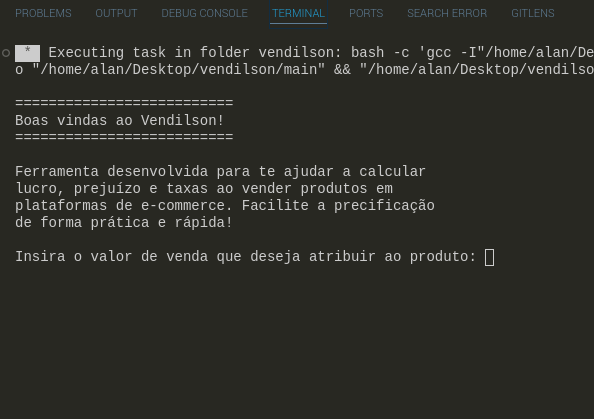 PROBLEMS OUTPUT DEBUG CONSOLE TERMINAL PORTS SEARCH ERROR GITLENS
* Executing task in folder vendilson: bash -c 'gcc -I"/home/alan/De
o "/home/alan/Desktop/vendilson/main" && "/home/alan/Desktop/vendilso
==========================
Boas vindas ao Vendilson!
==========================
Ferramenta desenvolvida para te ajudar a calcular
lucro, prejuízo e taxas ao vender produtos em
plataformas de e-commerce. Facilite a precificação
de forma prática e rápida!
Insira o valor de venda que deseja atribuir ao produto: